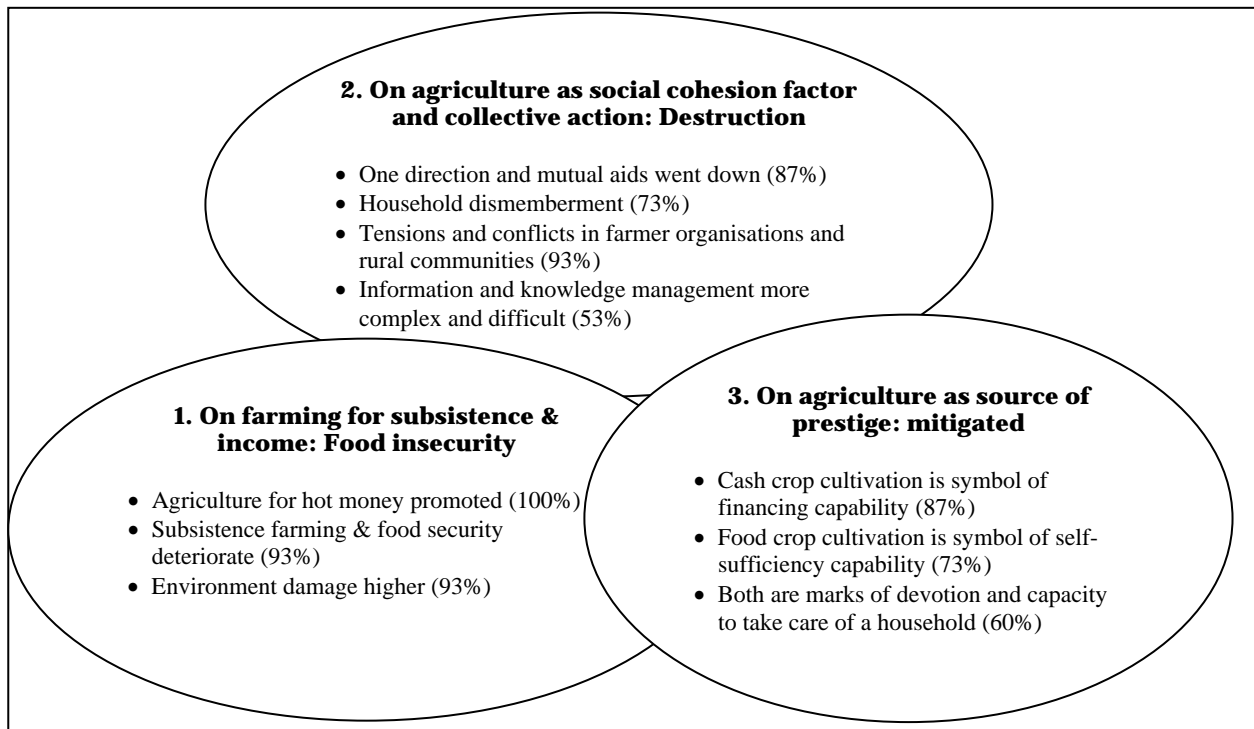 2. On agriculture as social cohesion factor
and collective action: Destruction
• One direction and mutual aids went down (87%)
• Household dismemberment (73%)
• Tensions and conflicts in farmer organisations and
rural communities (93%)
• Information and knowledge management more
complex and difficult (53%)
1. On farming for subsistence &
income: Food insecurity
• Agriculture for hot money promoted (100%)
• Subsistence farming & food security
deteriorate (93%)
• Environment damage higher (93%)
3. On agriculture as source of
prestige: mitigated
• Cash crop cultivation is symbol of
financing capability (87%)
• Food crop cultivation is symbol of self-
sufficiency capability (73%)
• Both are marks of devotion and capacity
to take care of a household (60%)